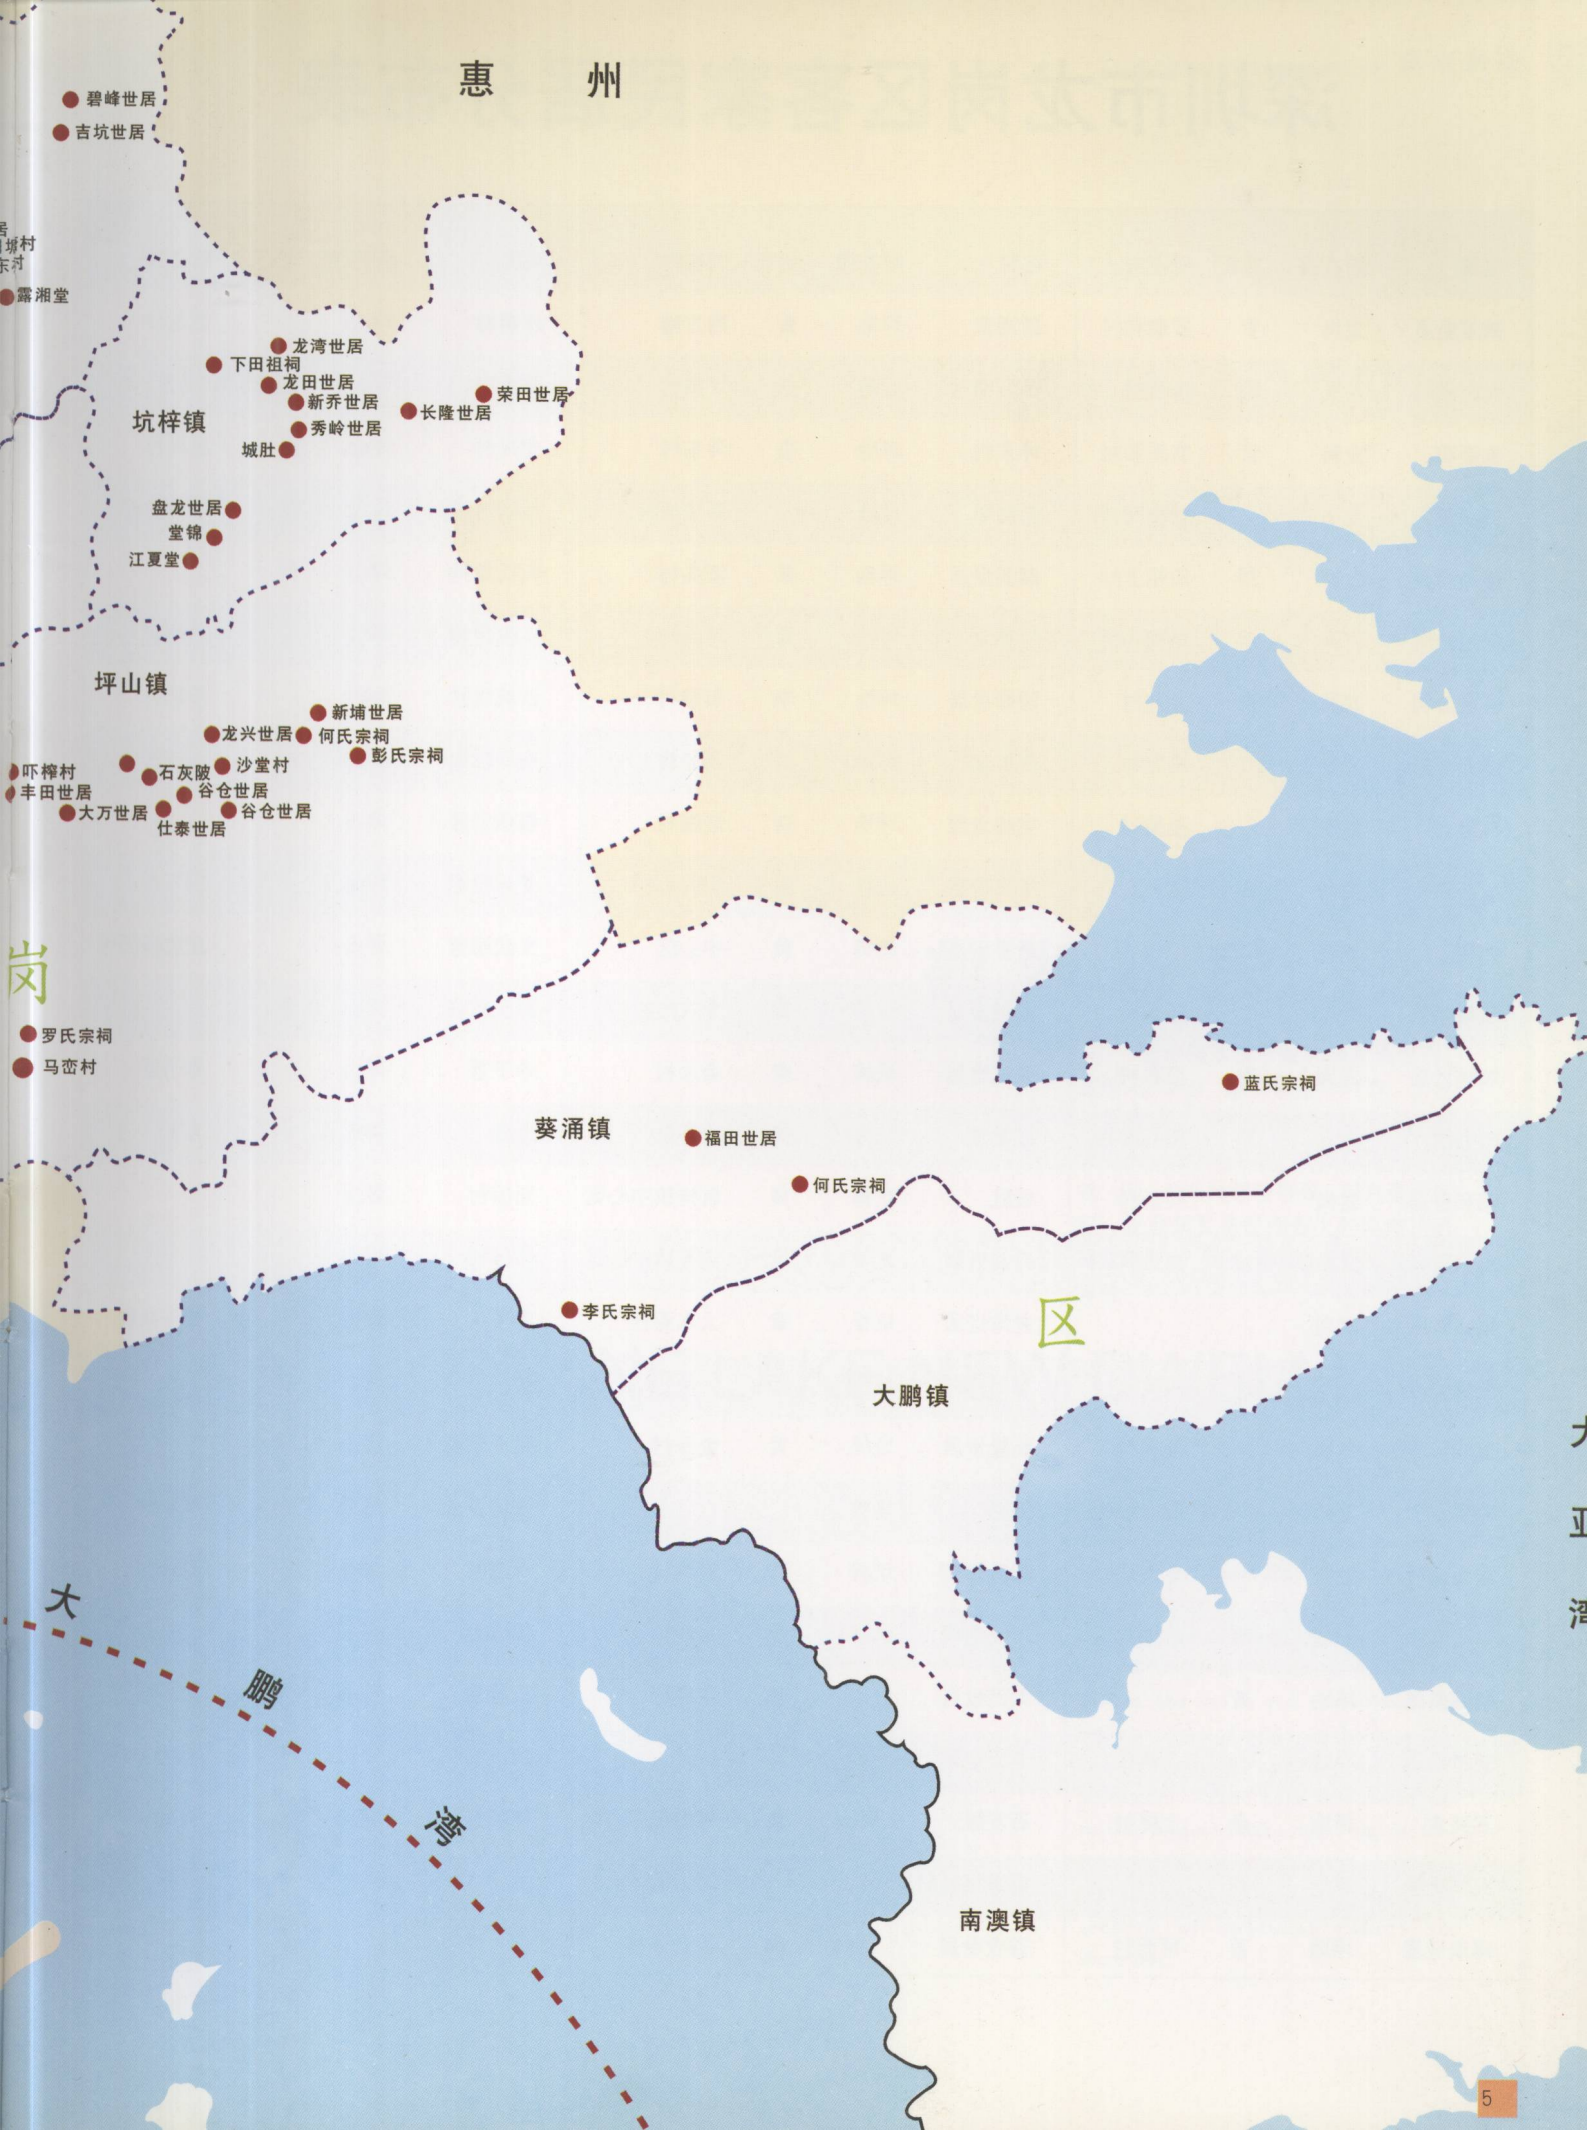 惠州
碧峰世居
吉坑世居
村
村
露湘堂
龙湾世居
下田祖祠
龙田世居
新乔世居
荣田世居
长隆世居
坑梓镇
秀岭世居
城肚
盘龙世居
堂锦
江夏堂
坪山镇
新埔世居
龙兴世居
何氏宗祠
彭氏宗祠
吓榨村
石灰陂
沙堂村
丰田世居
谷仓世居
大万世居
谷仓世居
仕泰世居
岗
罗氏宗祠
马峦村
蓝氏宗祠
葵涌镇
福田世居
何氏宗祠
李氏宗祠
区
大鹏镇
大亚湾
大鹏湾
南澳镇
5